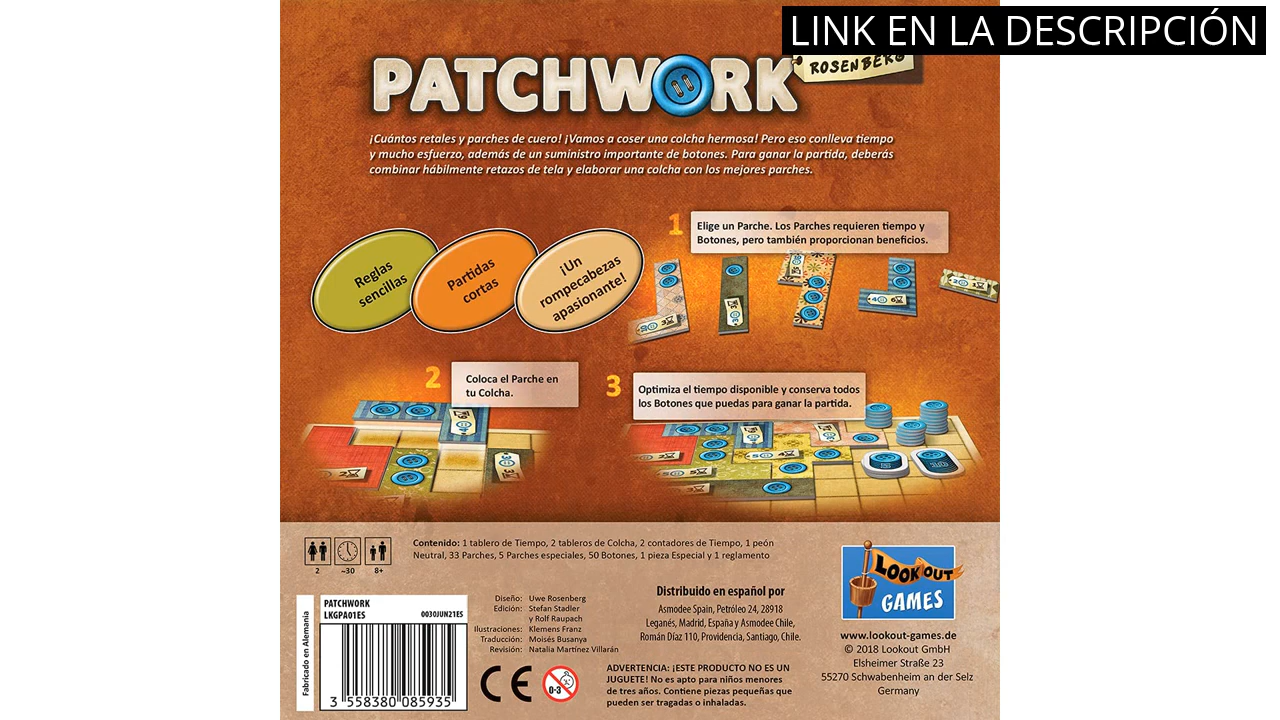 LINK EN LA DESCRIPCIÓN
PATCHWORK
ROSENBERG
¡Cuántos retales y parches de cuero! ¡Vamos a coser una colcha hermosa! Pero eso conlleva tiempo
y mucho esfuerzo, además de un suministro importante de botones. Para ganar la partida, deberás
combinar hábilmente retazos de tela y elaborar una colcha con los mejores parches.
Reglas
sencillas
Partidas
cortas
¡Un
rompecabezas
apasionante!
1
Elige un Parche. Los Parches requieren tiempo y
Botones, pero también proporcionan beneficios.
2
Coloca el Parche en
tu Colcha.
3
Optimiza el tiempo disponible y conserva todos
los Botones que puedas para ganar la partida.
2 ~30 8+
Contenido: 1 tablero de Tiempo, 2 tableros de Colcha, 2 contadores de Tiempo, 1 peón
Neutral, 33 Parches, 5 Parches especiales, 50 Botones, 1 pieza Especial y 1 reglamento
Fabricado en Alemania
PATCHWORK
LKGPA01ES 0030JUN21ES
3 558380 085935
Diseño: Uwe Rosenberg
Edición: Stefan Stadler
y Rolf Raupach
Ilustraciones: Klemens Franz
Traducción: Moisés Busanya
Revisión: Natalia Martínez Villarán
CE
0-3
Distribuido en español por
Asmodee Spain, Petróleo 24, 28918
Leganés, Madrid, España y Asmodee Chile,
Román Díaz 110, Providencia, Santiago, Chile.
ADVERTENCIA: ¡ESTE PRODUCTO NO ES UN
JUGUETE! No es apto para niños menores
de tres años. Contiene piezas pequeñas que
pueden ser tragadas o inhaladas.
LOOKOUT
GAMES
www.lookout-games.de
© 2018 Lookout GmbH
Elsheimer Straße 23
55270 Schwabenheim an der Selz
Germany